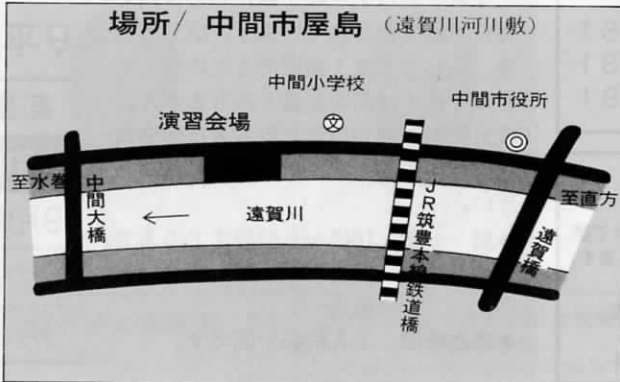 場所/ 中間市屋島 (遠賀川河川敷)
中間小学校
中間市役所
演習会場
文
至水巻
中間大橋
遠賀川
JR筑豊本線鉄道橋
至直方
遠賀橋